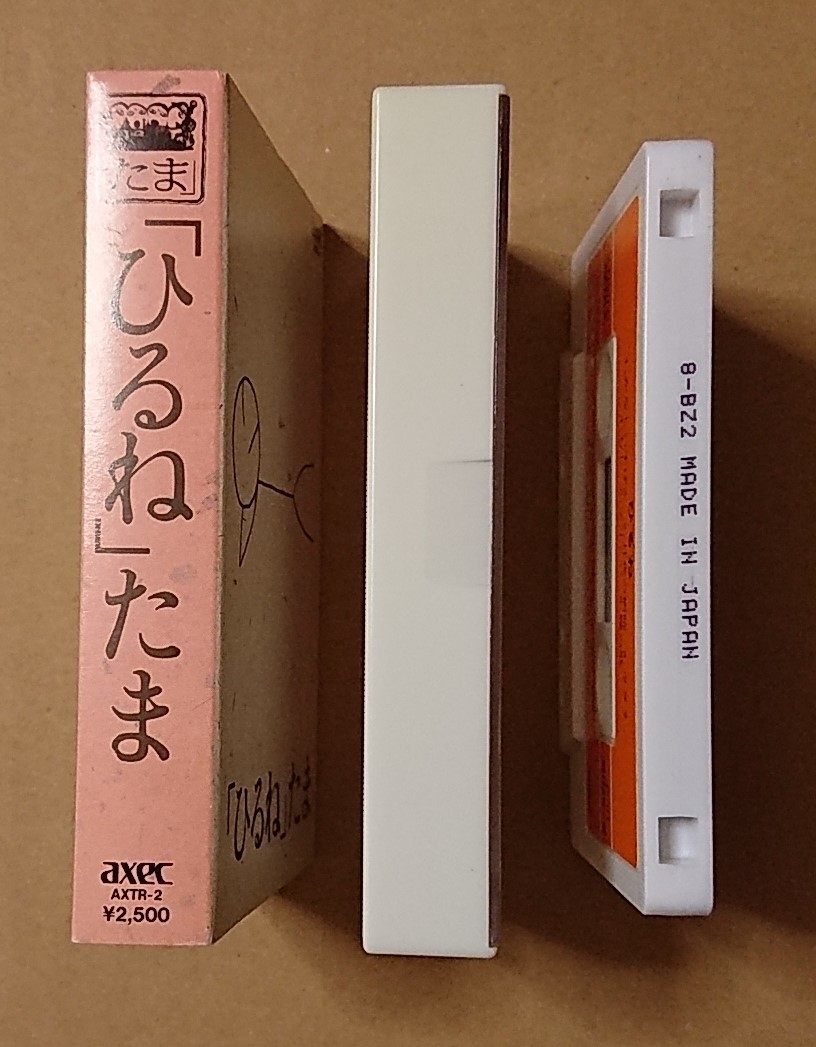 たま」
「ひるね」たま
axec
AXTR-2
¥2,500
「ひるね」たま
8-BZ2 MADE IN JAPAN